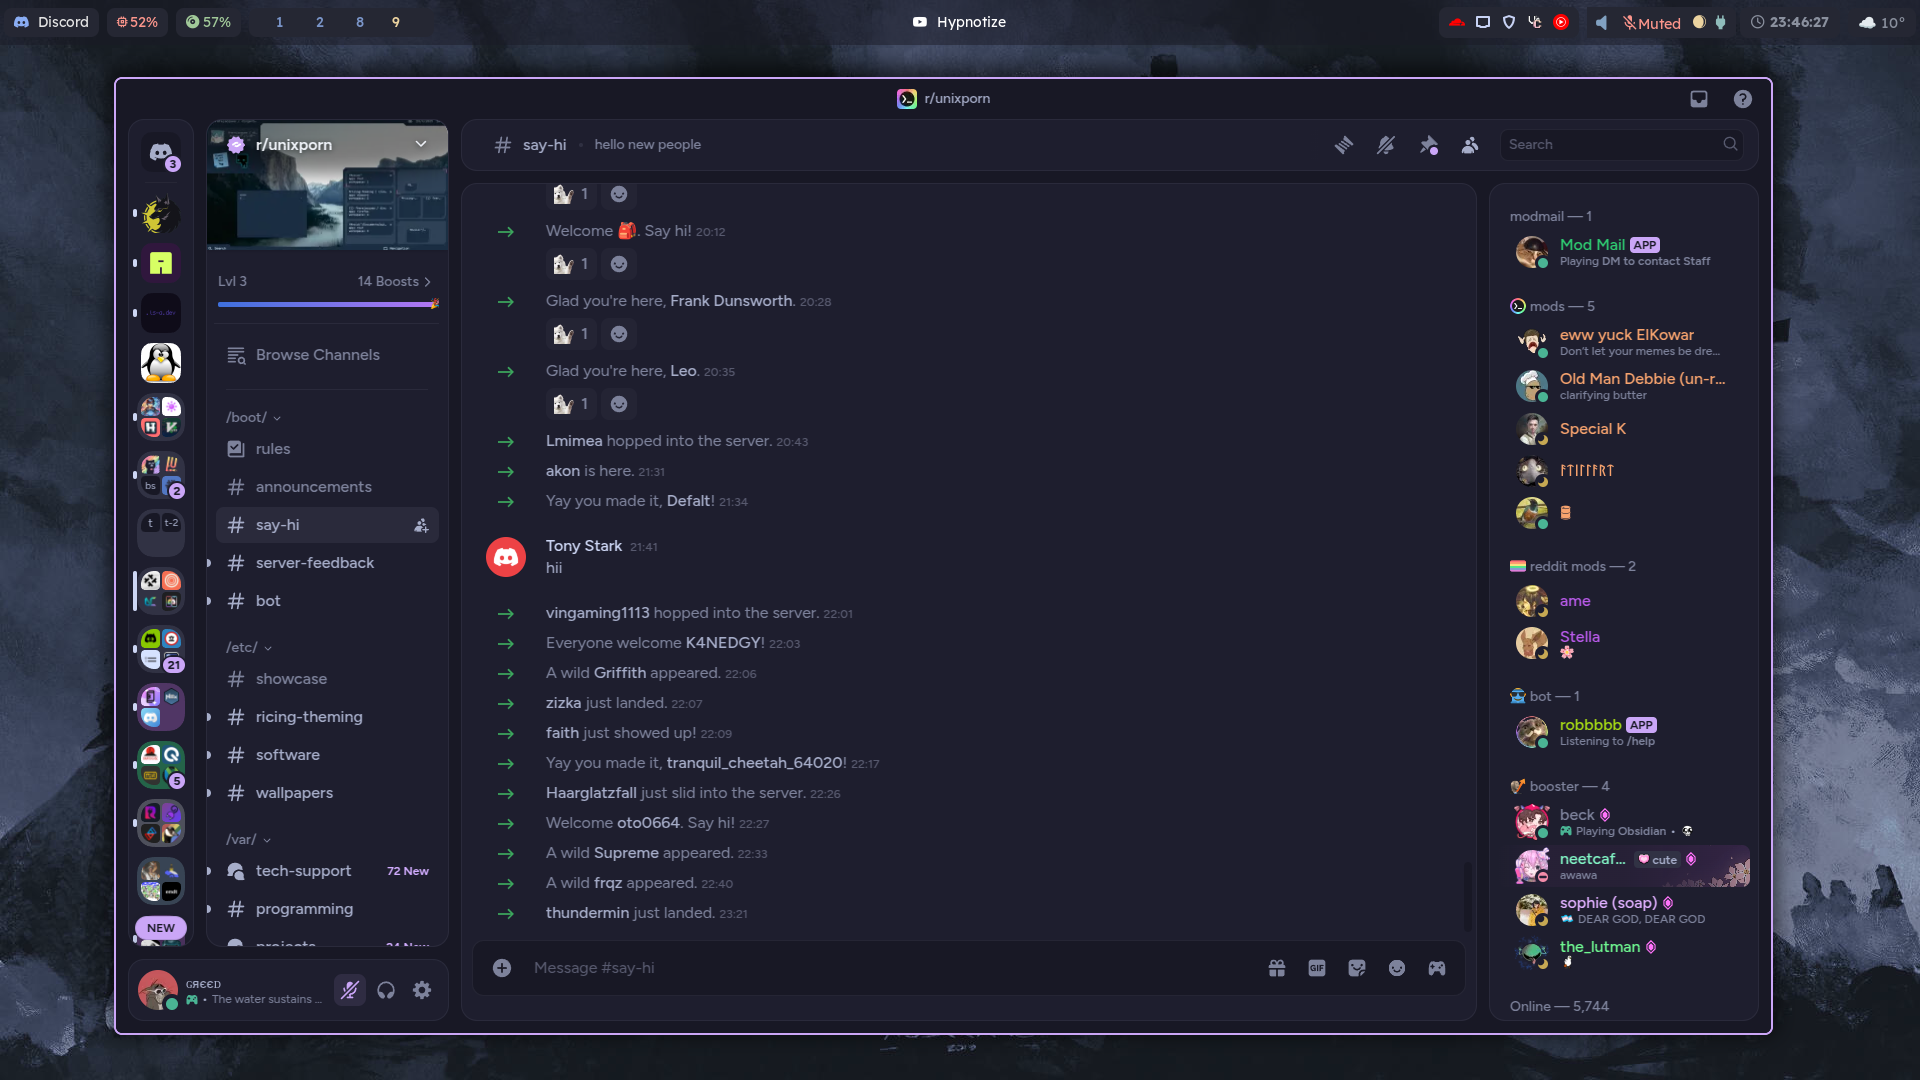 Discord
52%
57%
1
2
8
9
Hypnotize
Muted
23:46:27
10°
r/unixporn
3
r/unixporn
Lvl 3
14 Boosts
Browse Channels
/boot/
rules
announcements
say-hi
server-feedback
bot
/etc/
showcase
ricing-theming
software
wallpapers
/var/
tech-support
72 New
programming
projects
24 New
bs
2
t
t-2
21
5
NEW
GREED
The water sustains ...
say-hi
hello new people
Search
1
Welcome 🎒. Say hi! 20:12
1
Glad you're here, Frank Dunsworth. 20:28
1
Glad you're here, Leo. 20:35
1
Lmimea hopped into the server. 20:43
akon is here. 21:31
Yay you made it, Defalt! 21:34
Tony Stark 21:41
hii
vingaming1113 hopped into the server. 22:01
Everyone welcome K4NEDGY! 22:03
A wild Griffith appeared. 22:06
zizka just landed. 22:07
faith just showed up! 22:09
Yay you made it, tranquil_cheetah_64020! 22:17
Haarglatzfall just slid into the server. 22:26
Welcome oto0664. Say hi! 22:27
A wild Supreme appeared. 22:33
A wild frqz appeared. 22:40
thundermin just landed. 23:21
Message #say-hi
GIF
modmail — 1
Mod Mail APP
Playing DM to contact Staff
mods — 5
eww yuck ElKowar
Don't let your memes be dre...
Old Man Debbie (un-r...
clarifying butter
Special K
reddit mods — 2
ame
Stella
bot — 1
robbbbb APP
Listening to /help
booster — 4
beck
Playing Obsidian •
neetcaf... cute
awawa
sophie (soap)
DEAR GOD, DEAR GOD
the_lutman
Online — 5,744